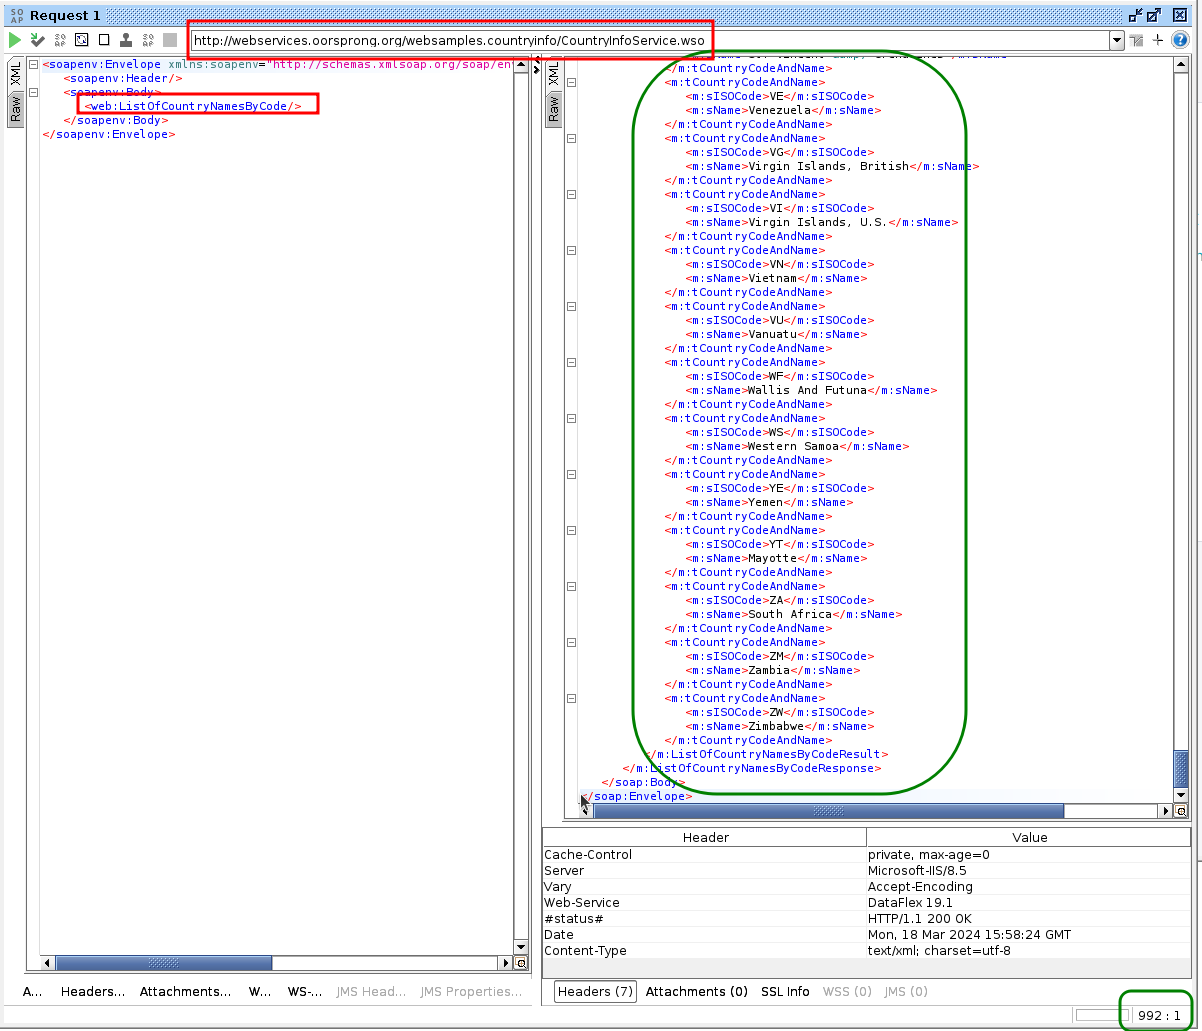 SO
AP
Request 1
http://webservices.oorsprong.org/websamples.countryinfo/CountryInfoService.wso
XML
Raw
<soapenv:Envelope xmlns:soapenv="http://schemas.xmlsoap.org/soap/en
<soapenv:Header/>
<soapenv:Body>
<web:ListOfCountryNamesByCode/>
</soapenv:Body>
</soapenv:Envelope>
XML
Raw
</m:tCountryCodeAndName>
<m:tCountryCodeAndName>
<m:sISOCode>VE</m:sISOCode>
<m:sName>Venezuela</m:sName>
</m:tCountryCodeAndName>
<m:tCountryCodeAndName>
<m:sISOCode>VG</m:sISOCode>
<m:sName>Virgin Islands, British</m:sName>
</m:tCountryCodeAndName>
<m:tCountryCodeAndName>
<m:sISOCode>VI</m:sISOCode>
<m:sName>Virgin Islands, U.S.</m:sName>
</m:tCountryCodeAndName>
<m:tCountryCodeAndName>
<m:sISOCode>VN</m:sISOCode>
<m:sName>Vietnam</m:sName>
</m:tCountryCodeAndName>
<m:tCountryCodeAndName>
<m:sISOCode>VU</m:sISOCode>
<m:sName>Vanuatu</m:sName>
</m:tCountryCodeAndName>
<m:tCountryCodeAndName>
<m:sISOCode>WF</m:sISOCode>
<m:sName>Wallis And Futuna</m:sName>
</m:tCountryCodeAndName>
<m:tCountryCodeAndName>
<m:sISOCode>WS</m:sISOCode>
<m:sName>Western Samoa</m:sName>
</m:tCountryCodeAndName>
<m:tCountryCodeAndName>
<m:sISOCode>YE</m:sISOCode>
<m:sName>Yemen</m:sName>
</m:tCountryCodeAndName>
<m:tCountryCodeAndName>
<m:sISOCode>YT</m:sISOCode>
<m:sName>Mayotte</m:sName>
</m:tCountryCodeAndName>
<m:tCountryCodeAndName>
<m:sISOCode>ZA</m:sISOCode>
<m:sName>South Africa</m:sName>
</m:tCountryCodeAndName>
<m:tCountryCodeAndName>
<m:sISOCode>ZM</m:sISOCode>
<m:sName>Zambia</m:sName>
</m:tCountryCodeAndName>
<m:tCountryCodeAndName>
<m:sISOCode>ZW</m:sISOCode>
<m:sName>Zimbabwe</m:sName>
</m:tCountryCodeAndName>
</m:ListOfCountryNamesByCodeResult>
</m:ListOfCountryNamesByCodeResponse>
</soap:Body>
</soap:Envelope>
Header Value
Cache-Control private, max-age=0
Server Microsoft-IIS/8.5
Vary Accept-Encoding
Web-Service DataFlex 19.1
#status# HTTP/1.1 200 OK
Date Mon, 18 Mar 2024 15:58:24 GMT
Content-Type text/xml; charset=utf-8
A... Headers... Attachments... W... WS-... JMS Head... JMS Properties...
Headers (7) Attachments (0) SSL Info WSS (0) JMS (0)
992 : 1